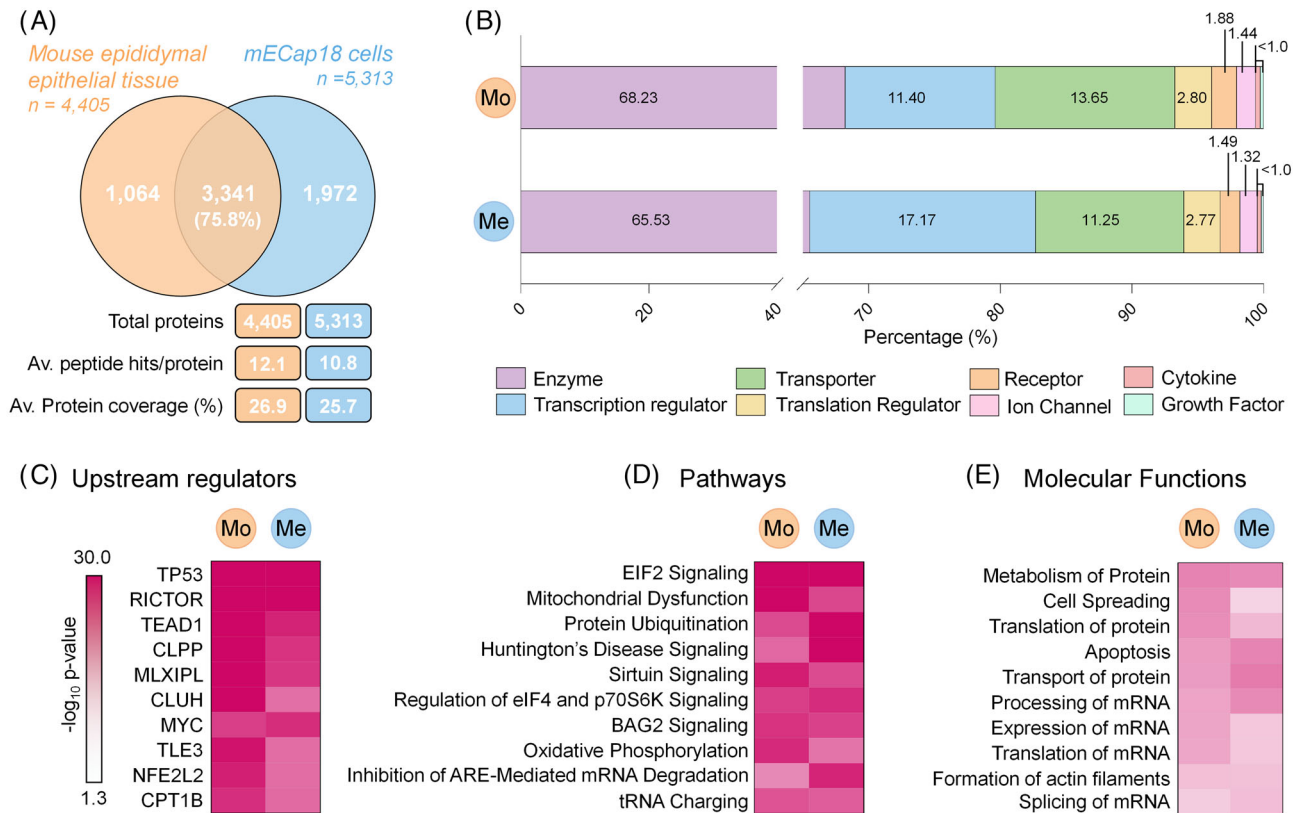 (A)
Mouse epididymal
epithelial tissue
n = 4,405
mECap18 cells
n =5,313
1,064
3,341
(75.8%)
1,972
Total proteins
4,405
5,313
Av. peptide hits/protein
12.1
10.8
Av. Protein coverage (%)
26.9
25.7
(B)
1.88
1.44
<1.0
Mo
68.23
11.40
13.65
2.80
1.49
1.32
<1.0
Me
65.53
17.17
11.25
2.77
0
20
40
70
80
90
100
Percentage (%)
Enzyme
Transporter
Receptor
Cytokine
Transcription regulator
Translation Regulator
Ion Channel
Growth Factor
(C) Upstream regulators
Mo
Me
30.0
-log10 p-value
1.3
TP53
RICTOR
TEAD1
CLPP
MLXIPL
CLUH
MYC
TLE3
NFE2L2
CPT1B
(D) Pathways
Mo
Me
EIF2 Signaling
Mitochondrial Dysfunction
Protein Ubiquitination
Huntington's Disease Signaling
Sirtuin Signaling
Regulation of eIF4 and p70S6K Signaling
BAG2 Signaling
Oxidative Phosphorylation
Inhibition of ARE-Mediated mRNA Degradation
tRNA Charging
(E) Molecular Functions
Mo
Me
Metabolism of Protein
Cell Spreading
Translation of protein
Apoptosis
Transport of protein
Processing of mRNA
Expression of mRNA
Translation of mRNA
Formation of actin filaments
Splicing of mRNA